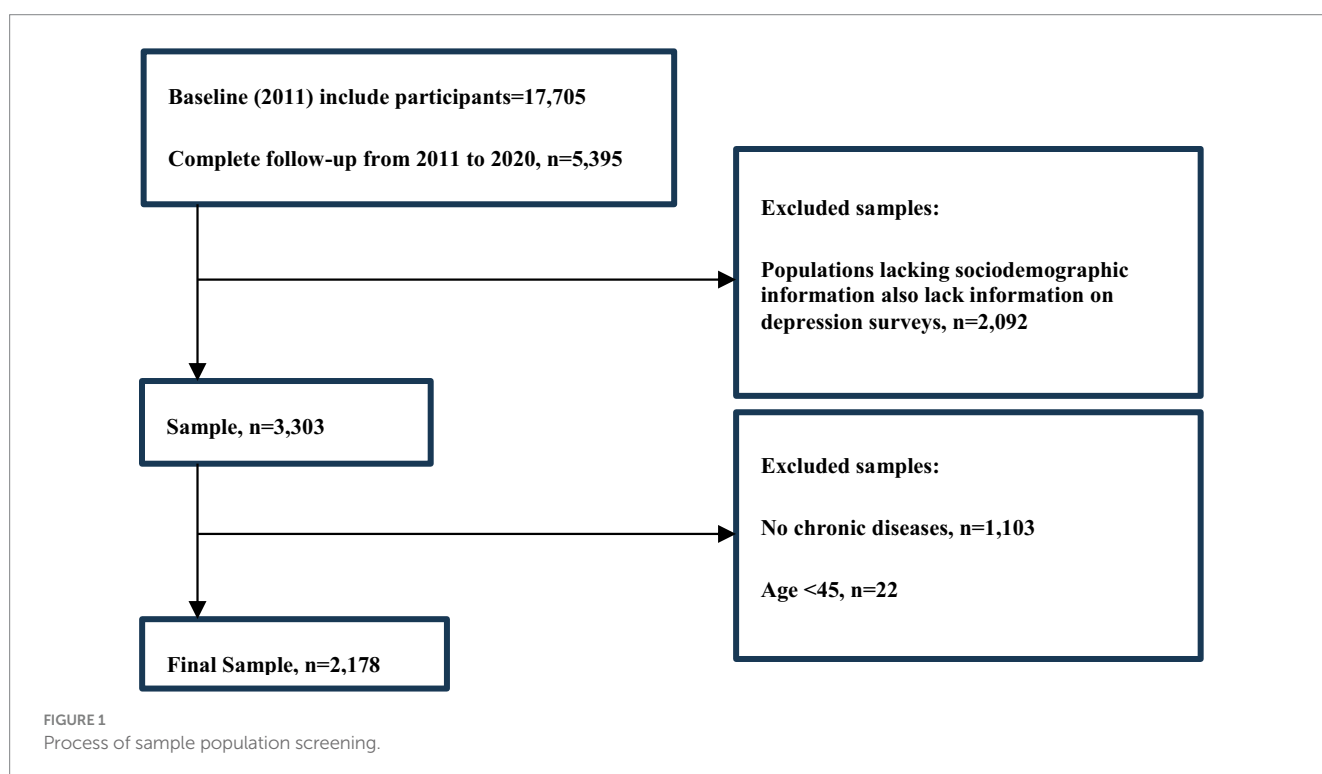 Baseline (2011) include participants=17,705
Complete follow-up from 2011 to 2020, n=5,395
Excluded samples:
Populations lacking sociodemographic
information also lack information on
depression surveys, n=2,092
Sample, n=3,303
Excluded samples:
No chronic diseases, n=1,103
Age <45, n=22
Final Sample, n=2,178
FIGURE 1
Process of sample population screening.